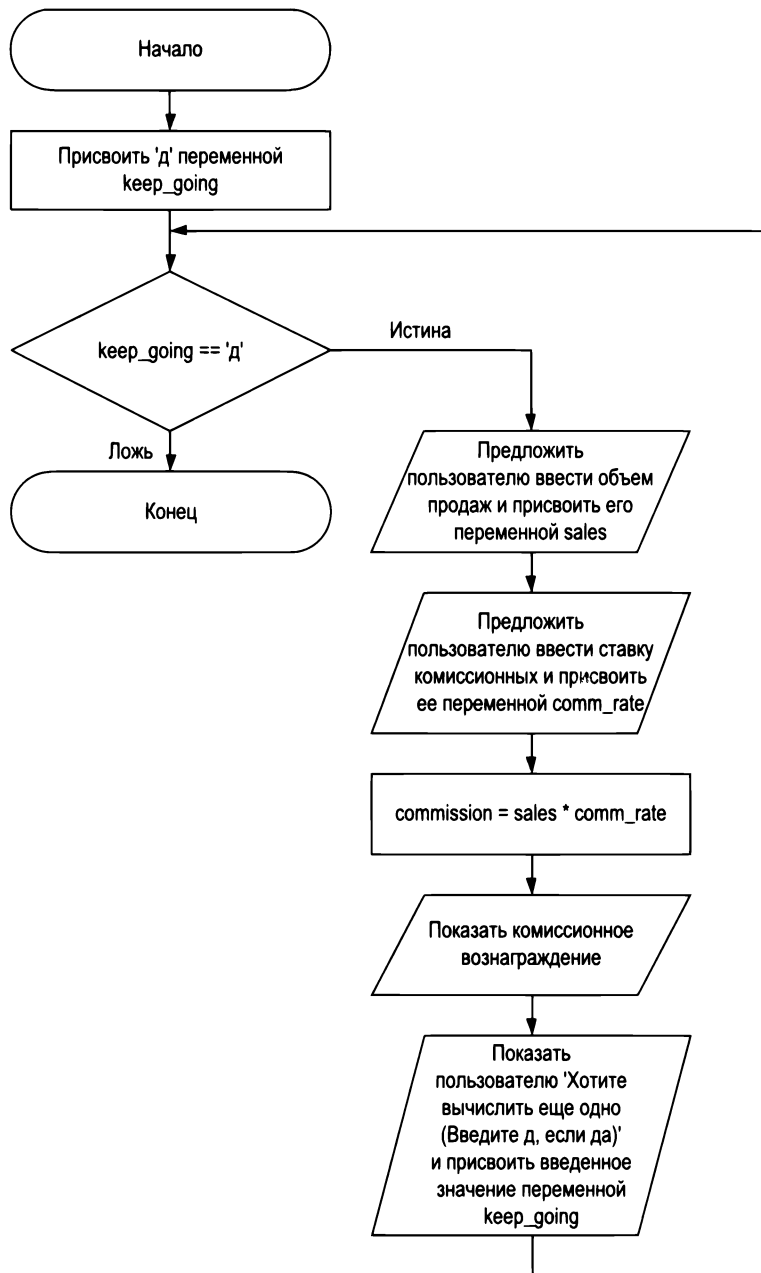 Начало
Присвоить 'д' переменной
keep_going
keep_going == 'д'
Истина
Ложь
Конец
Предложить
пользователю ввести объем
продаж и присвоить его
переменной sales
Предложить
пользователю ввести ставку
комиссионных и присвоить
ее переменной comm_rate
commission = sales * comm_rate
Показать комиссионное
вознаграждение
Показать
пользователю 'Хотите
вычислить еще одно
(Введите д, если да)'
и присвоить введенное
значение переменной
keep_going